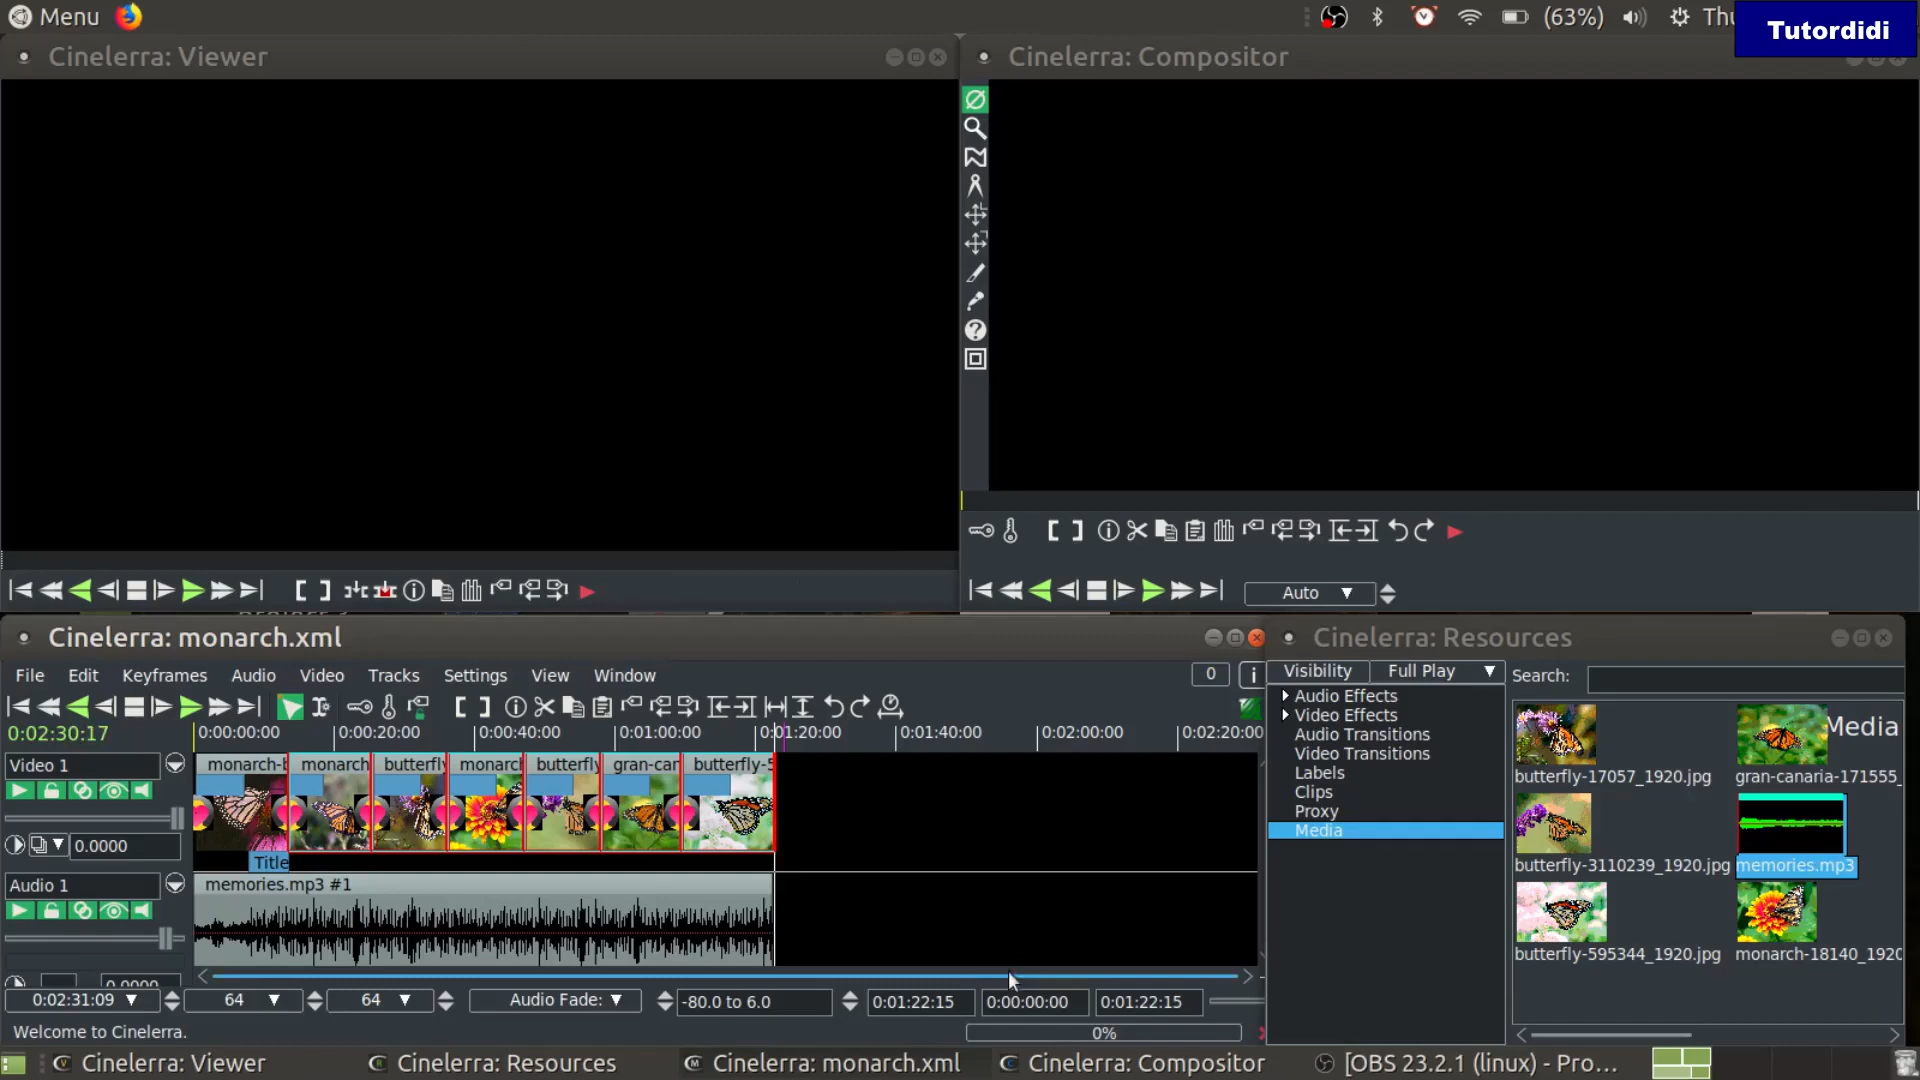 Menu
(63%)
Thu
Tutordidi
Cinelerra: Viewer
Cinelerra: Compositor
Auto
Cinelerra: monarch.xml
Cinelerra: Resources
File Edit Keyframes Audio Video Tracks Settings View Window
0
Visibility Full Play
Search:
Audio Effects
Video Effects
Audio Transitions
Video Transitions
Labels
Clips
Proxy
Media
Media
butterfly-17057_1920.jpg gran-canaria-171555_
butterfly-3110239_1920.jpg memories.mp3
butterfly-595344_1920.jpg monarch-18140_1920
0:02:30:17
0:00:00:00 0:00:20:00 0:00:40:00 0:01:00:00 0:01:20:00 0:01:40:00 0:02:00:00 0:02:20:00
Video 1
monarch-b monarch butterfly monarch butterfly gran-can butterfly-5
0.0000
Title
Audio 1
memories.mp3 #1
0.0000
0:02:31:09 64 64 Audio Fade: -80.0 to 6.0 0:01:22:15 0:00:00:00 0:01:22:15
Welcome to Cinelerra.
0%
Cinelerra: Viewer Cinelerra: Resources Cinelerra: monarch.xml Cinelerra: Compositor [OBS 23.2.1 (linux) - Pro...